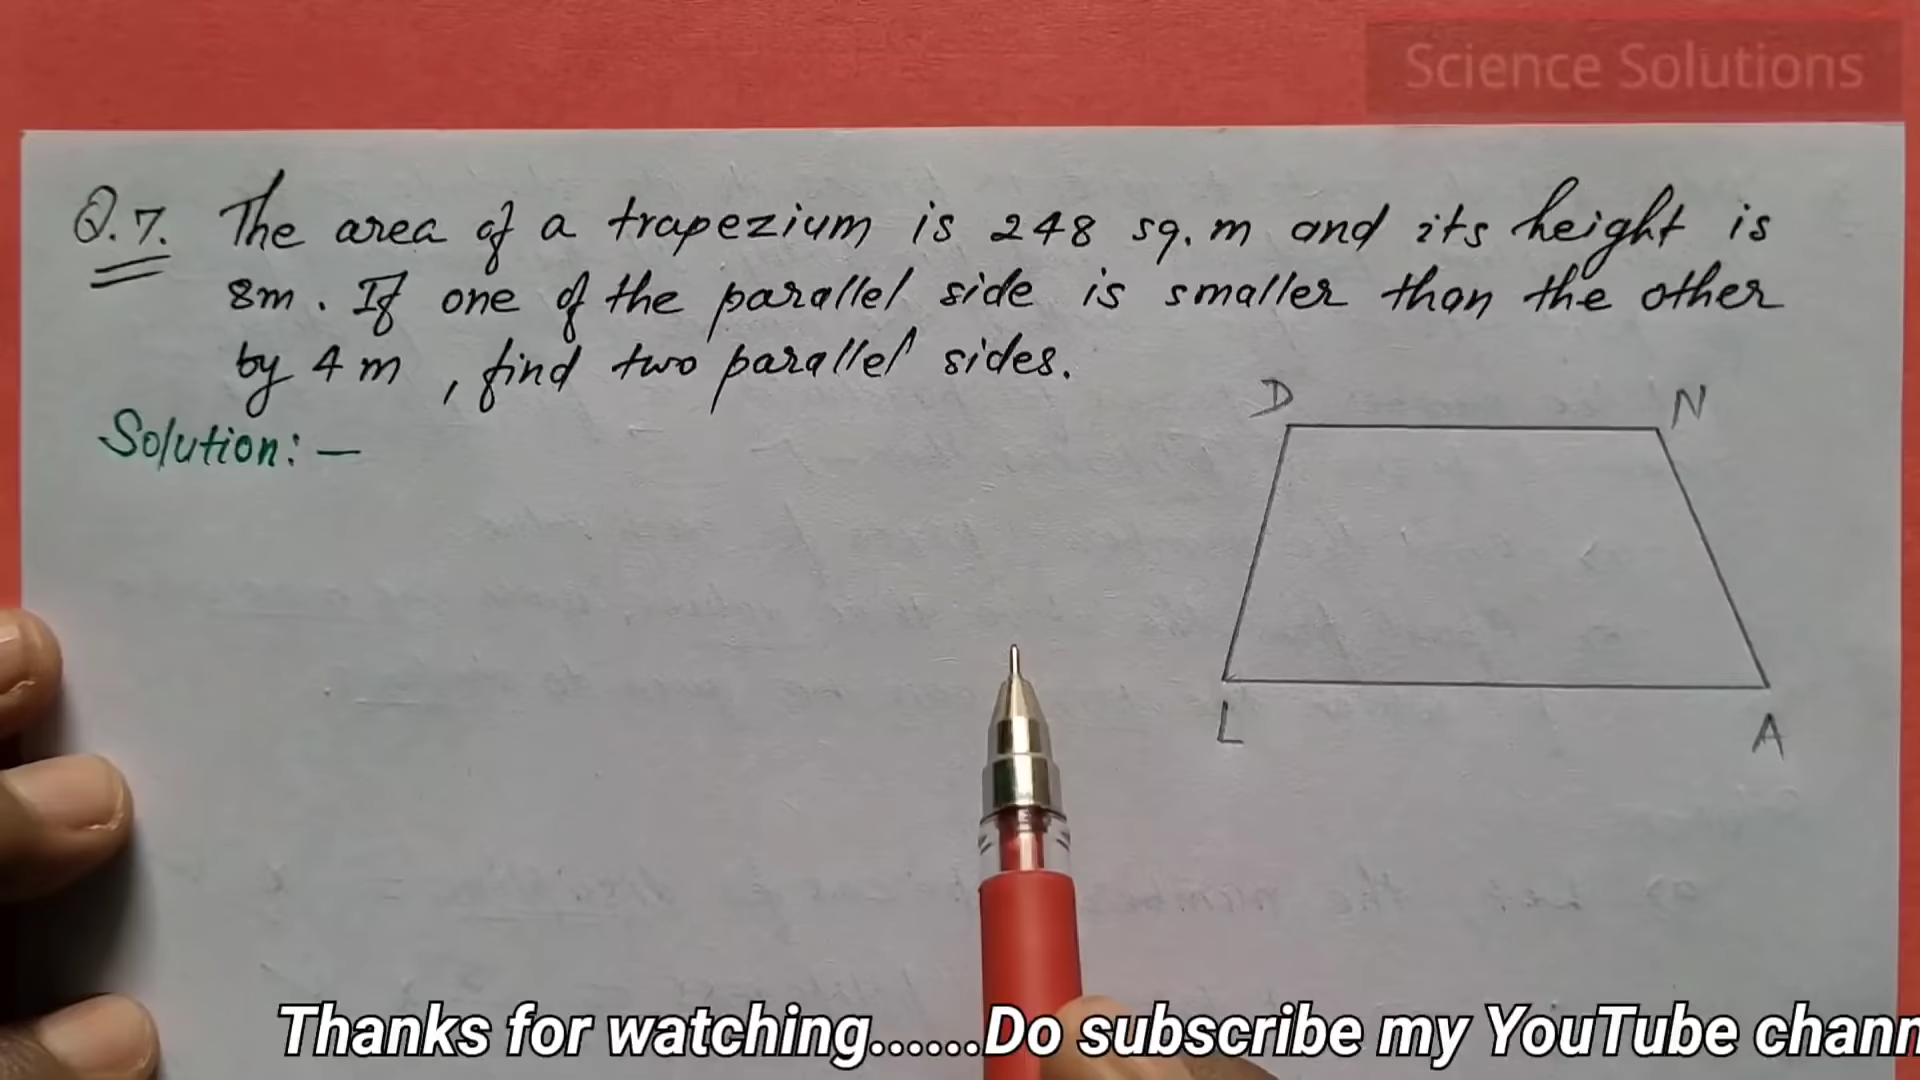 Science Solutions
Q.7. The area of a trapezium is 248 sq. m and its height is
8m. If one of the parallel side is smaller than the other
by 4 m, find two parallel sides.
Solution:—
D
N
L
A
Thanks for watching......Do subscribe my YouTube chann